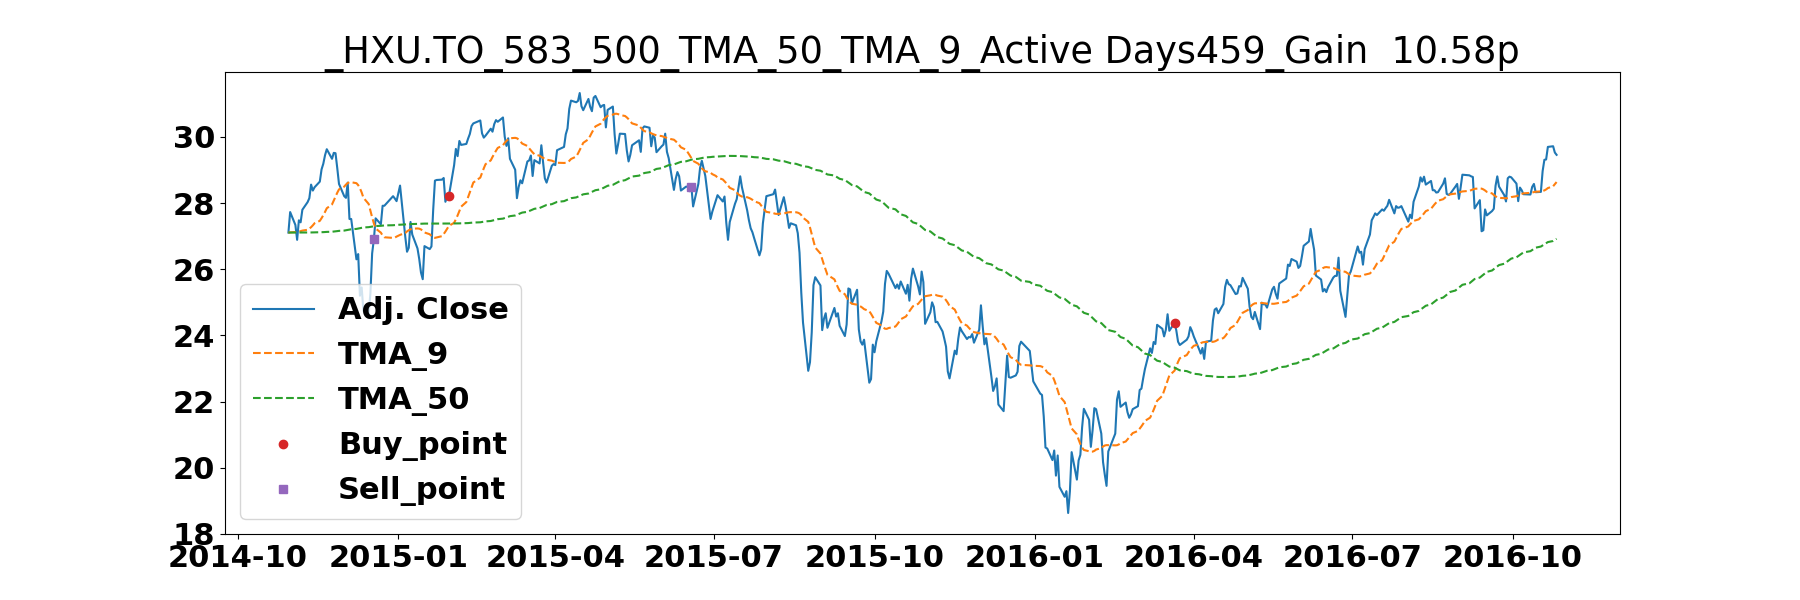 _HXU.TO_583_500_TMA_50_TMA_9_Active Days459_Gain  10.58p
30
28
26
24
22
20
18
Adj. Close
TMA_9
TMA_50
Buy_point
Sell_point
2014-10 2015-01 2015-04 2015-07 2015-10 2016-01 2016-04 2016-07 2016-10